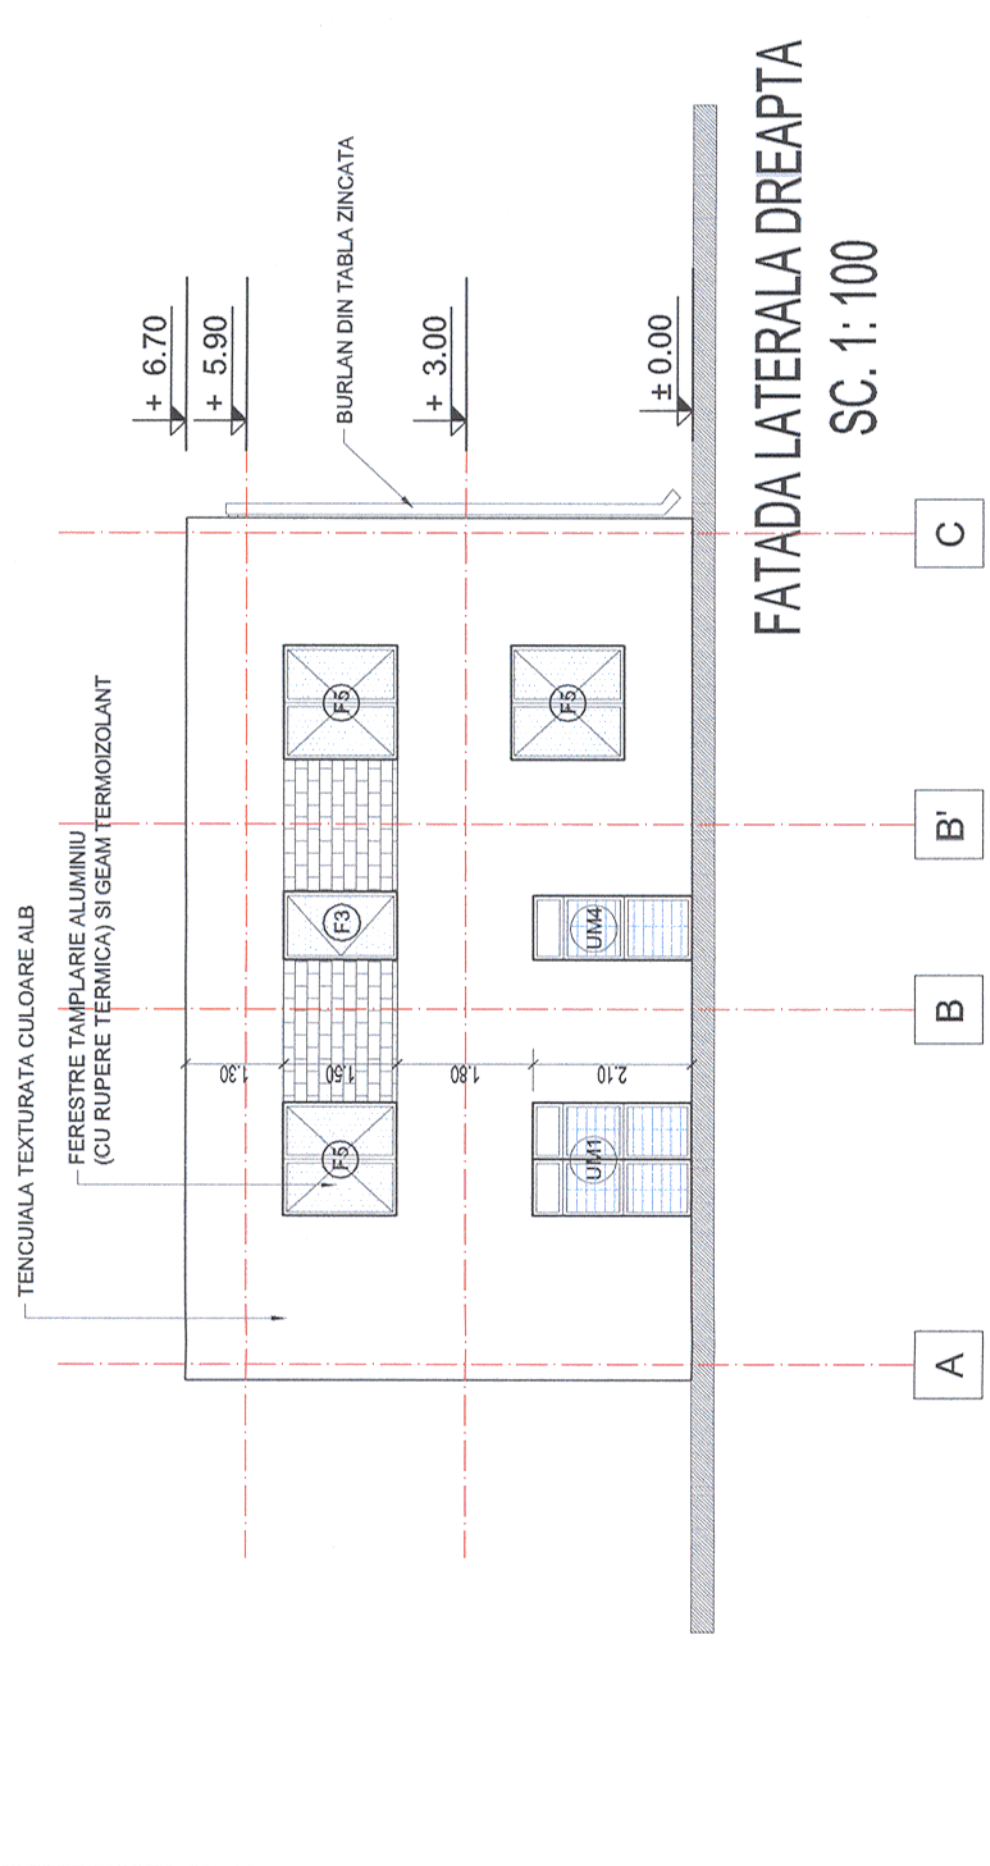 TENCUIALA TEXTURATA CULOARE ALB
FERESTRE TAMPLARIE ALUMINIU
(CU RUPERE TERMICA) SI GEAM TERMOIZOLANT
+ 6.70
+ 5.90
BURLAN DIN TABLA ZINCATA
+ 3.00
± 0.00
1.30
1.50
1.80
2.10
F5
F3
F5
UM1
UM4
F5
A
B
B'
C
FATADA LATERALA DREAPTA
SC. 1: 100